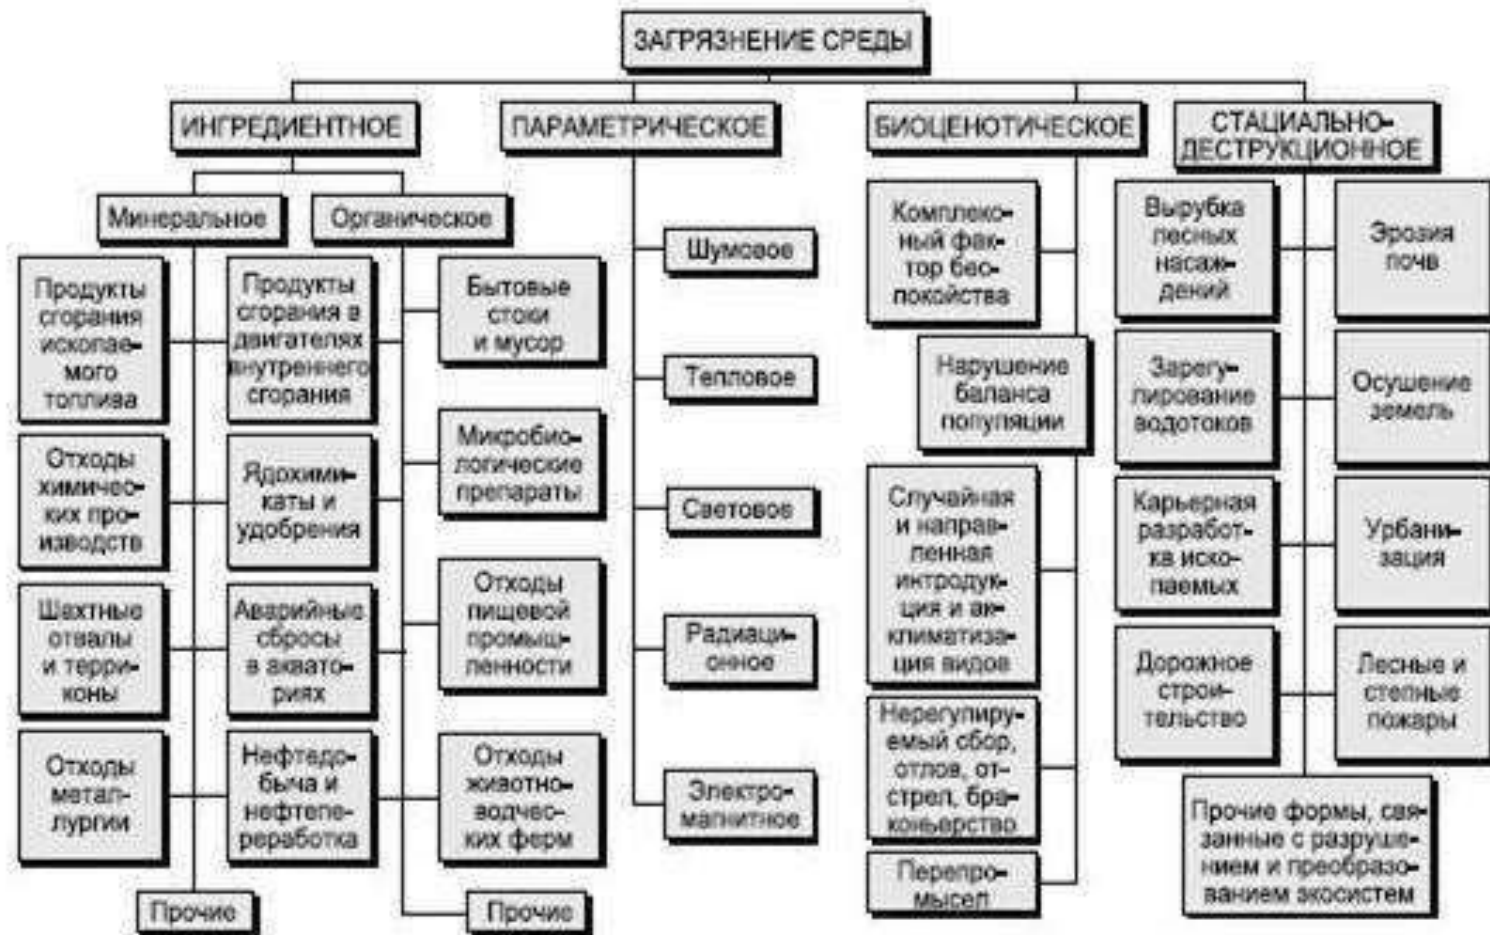 ЗАГРЯЗНЕНИЕ СРЕДЫ
ИНГРЕДИЕНТНОЕ
ПАРАМЕТРИЧЕСКОЕ
БИОЦЕНОТИЧЕСКОЕ
СТАЦИАЛЬНО-
ДЕСТРУКЦИОННОЕ
Минеральное
Органическое
Продукты
сгорания
ископае-
мого
топлива
Отходы
химичес-
ких про-
изводств
Шахтные
отвалы
и терри-
коны
Отходы
метал-
лургии
Прочие
Продукты
сгорания в
двигателях
внутреннего
сгорания
Ядохими-
каты и
удобрения
Аварийные
сбросы
в аквато-
риях
Нефтедо-
быча и
нефтепе-
реработка
Бытовые
стоки
и мусор
Микробио-
логические
препараты
Отходы
пищевой
промыш-
ленности
Отходы
животно-
водчес-
ких ферм
Прочие
Шумовое
Тепловое
Световое
Радиаци-
онное
Электро-
магнитное
Комплекс-
ный фак-
тор бес-
покойства
Нарушение
баланса
популяции
Случайная
и направ-
ленная
интродук-
ция и ак-
климатиза-
ция видов
Нерегулиру-
емый сбор,
отлов, от-
стрел, бра-
коньерство
Перепро-
мысел
Вырубка
лесных
насаж-
дений
Зарегу-
лирование
водотоков
Карьерная
разработ-
ка иско-
паемых
Дорожное
строи-
тельство
Эрозия
почв
Осушение
земель
Урбани-
зация
Лесные и
степные
пожары
Прочие формы, свя-
занные с разруше-
нием и преобразо-
ванием экосистем